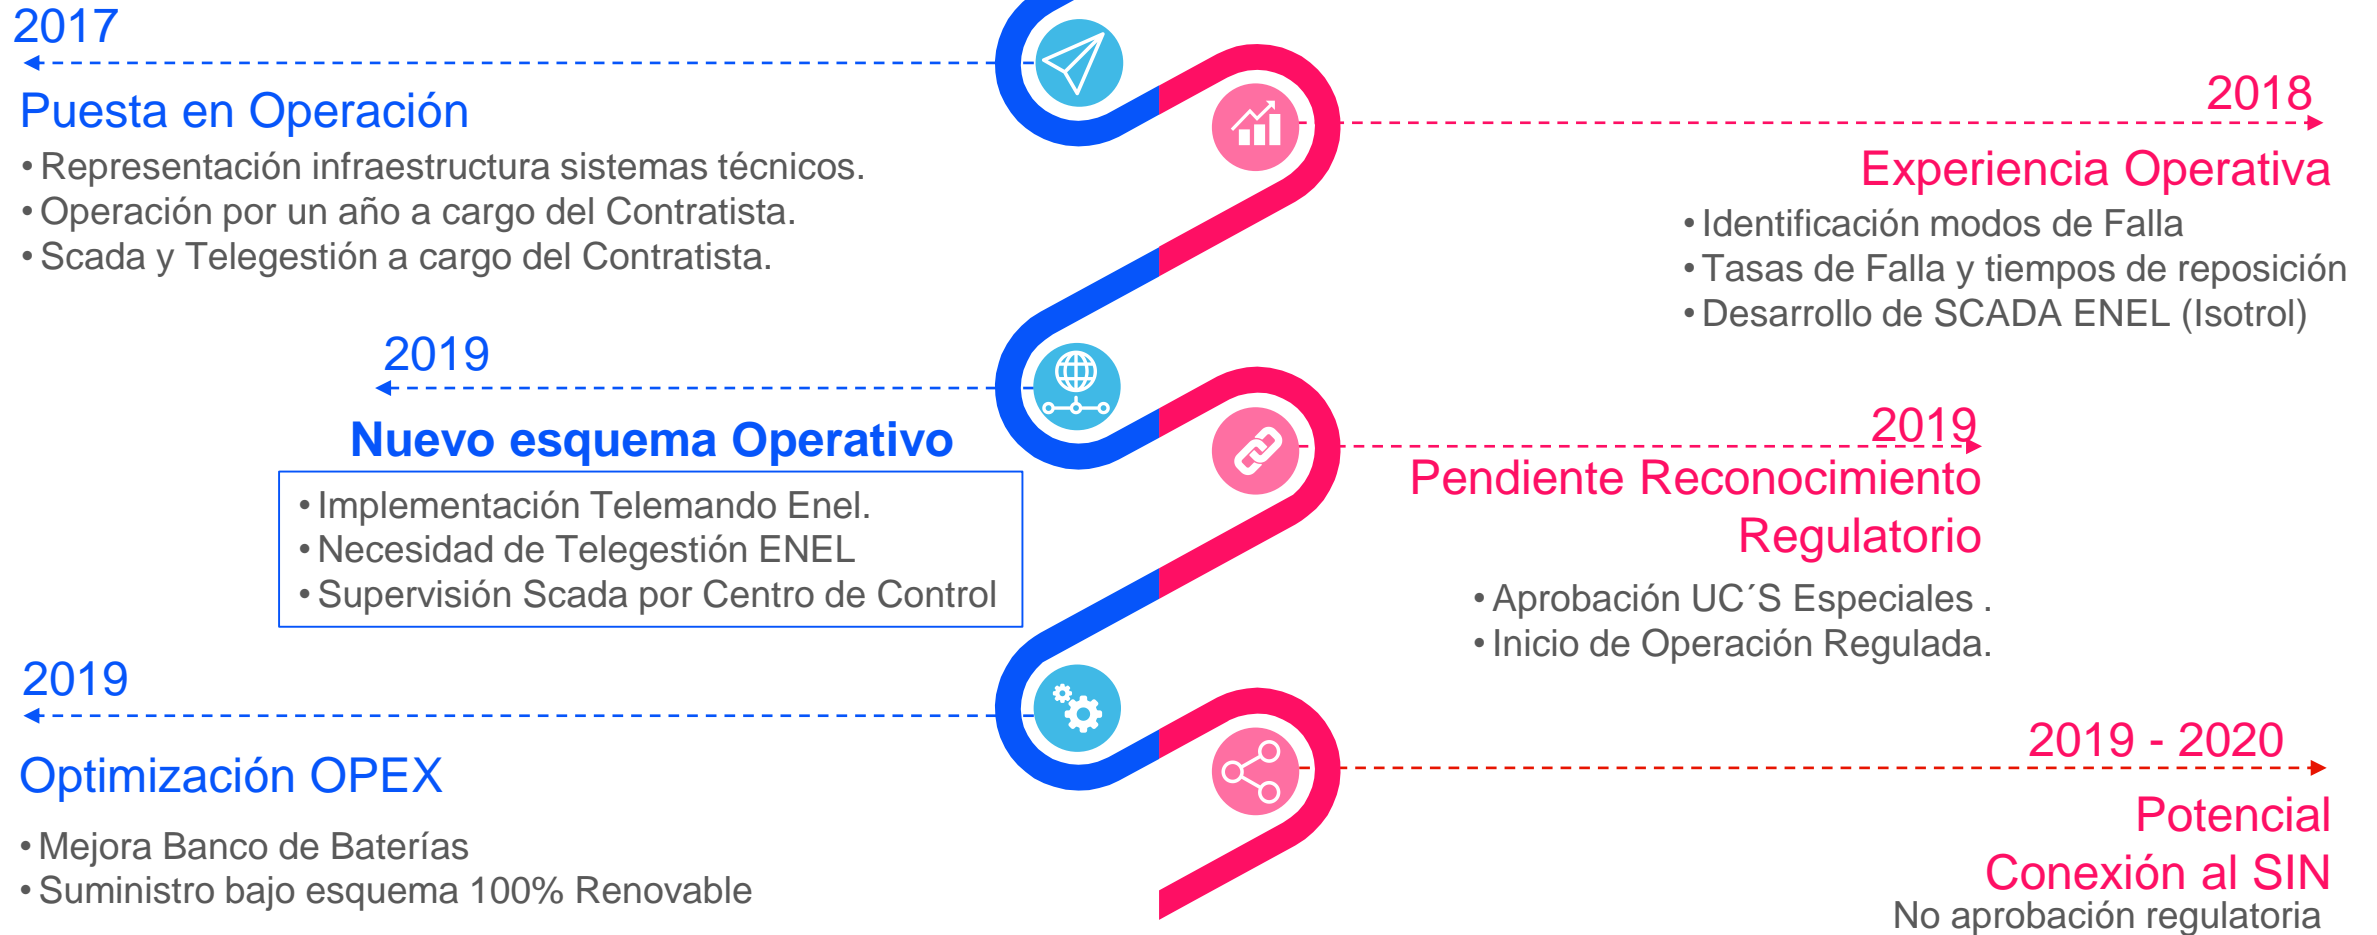 2017
Puesta en Operación
• Representación infraestructura sistemas técnicos.
• Operación por un año a cargo del Contratista.
• Scada y Telegestión a cargo del Contratista.
2018
Experiencia Operativa
• Identificación modos de Falla
• Tasas de Falla y tiempos de reposición
• Desarrollo de SCADA ENEL (Isotrol)
2019
Nuevo esquema Operativo
• Implementación Telemando Enel.
• Necesidad de Telegestión ENEL
• Supervisión Scada por Centro de Control
2019
Pendiente Reconocimiento
Regulatorio
• Aprobación UC´S Especiales .
• Inicio de Operación Regulada.
2019
Optimización OPEX
• Mejora Banco de Baterías
• Suministro bajo esquema 100% Renovable
2019 - 2020
Potencial
Conexión al SIN
No aprobación regulatoria